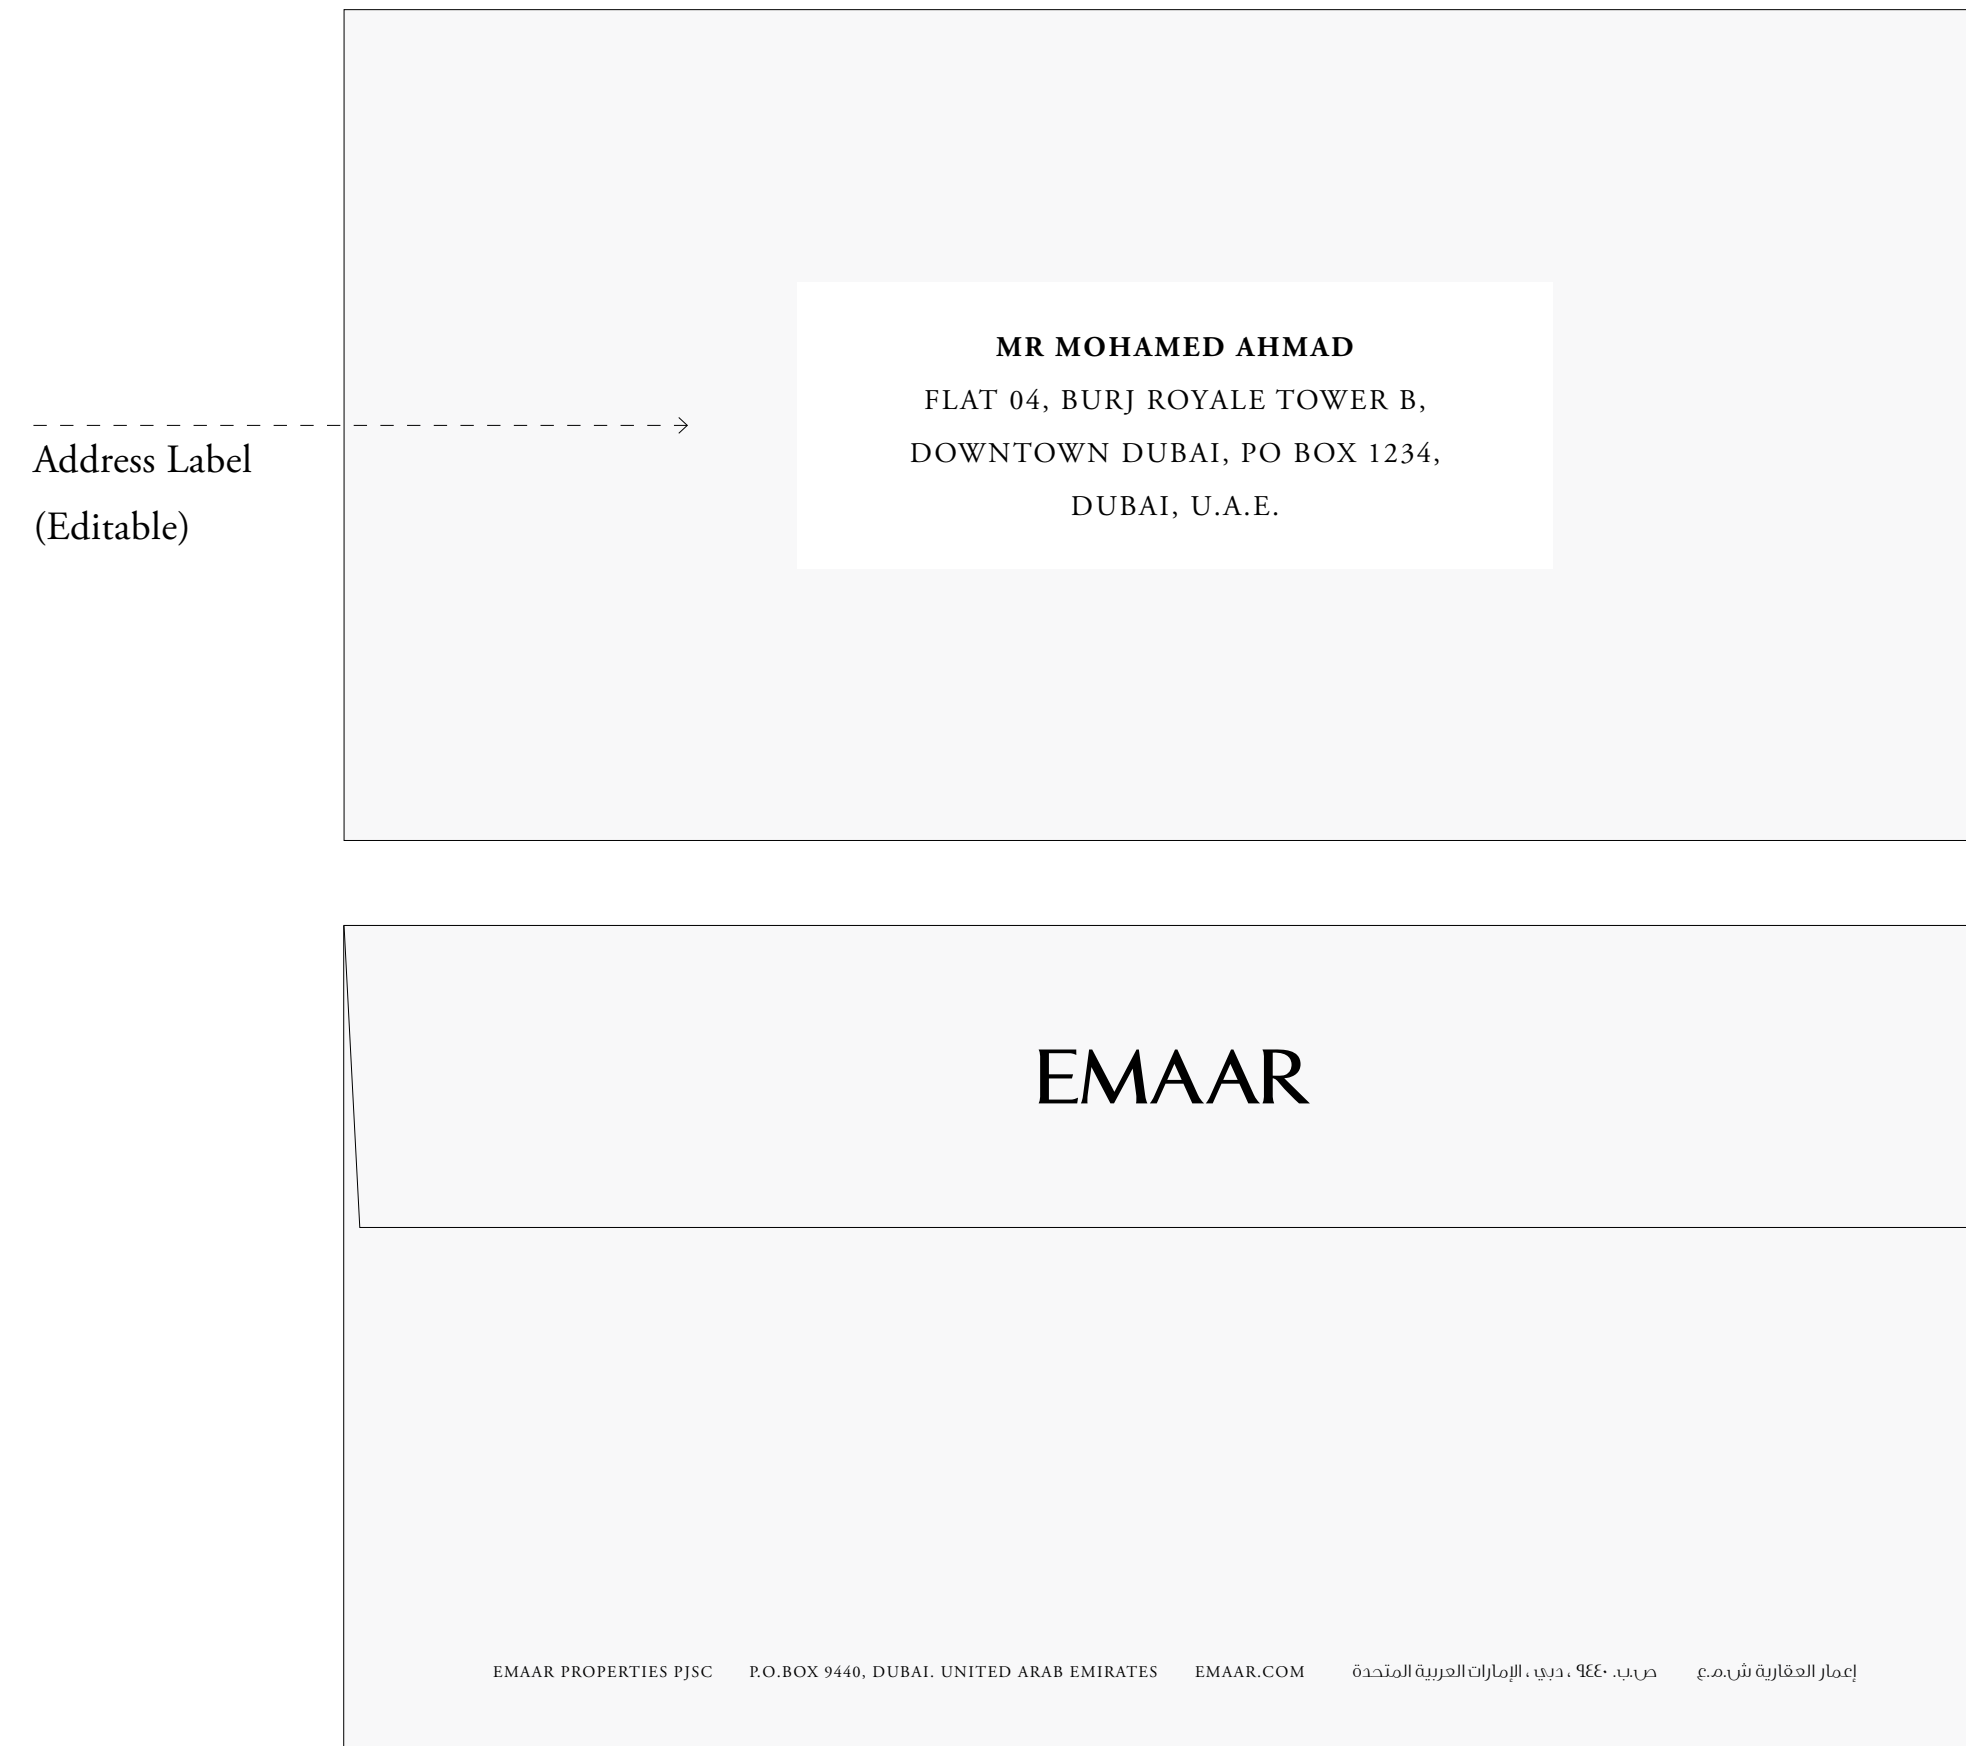 MR MOHAMED AHMAD
FLAT 04, BURJ ROYALE TOWER B,
DOWNTOWN DUBAI, PO BOX 1234,
DUBAI, U.A.E.
Address Label
(Editable)
EMAAR
EMAAR PROPERTIES PJSC P.O.BOX 9440, DUBAI. UNITED ARAB EMIRATES EMAAR.COM إعمار العقارية ش.م.ع ص.ب. ٩٤٤٠ ، دبي ، الإمارات العربية المتحدة